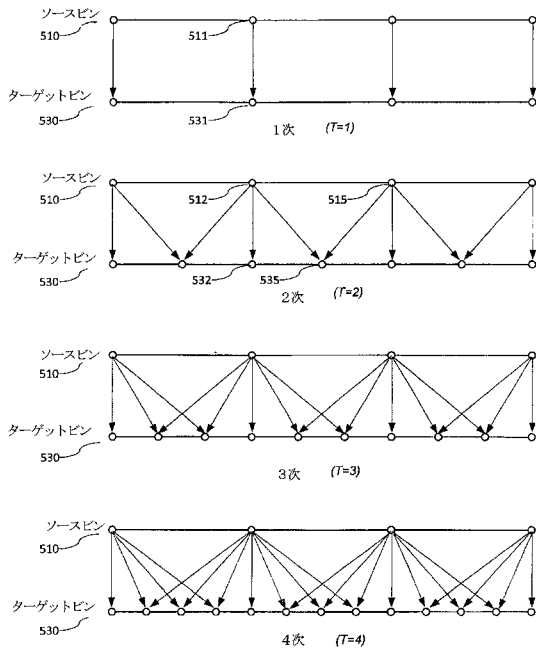 ソースビン
510
511
ターゲットビン
530
531
1次 (T=1)
ソースビン
510
512
515
ターゲットビン
530
532
535
2次 (T=2)
ソースビン
510
ターゲットビン
530
3次 (T=3)
ソースビン
510
ターゲットビン
530
4次 (T=4)